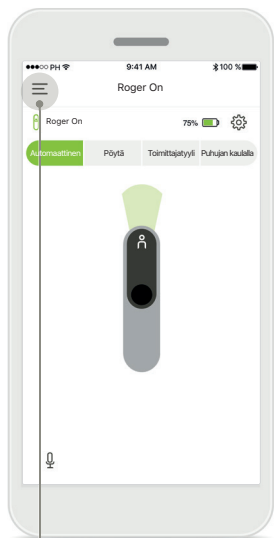 PH 9:41 AM 100 %
Roger On
Roger On 75%
Automaattinen Pöytä Toimittajatyyli Puhujan kaulalla